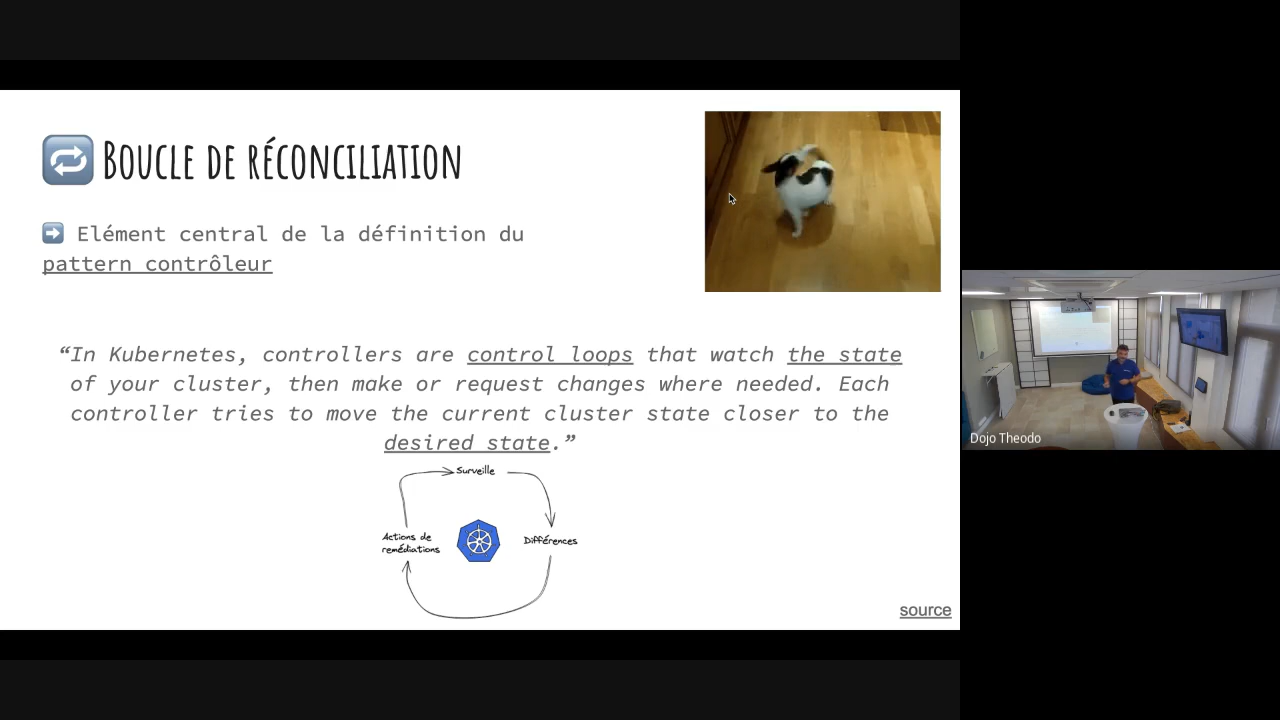 Boucle de réconciliation
Elément central de la définition du
pattern contrôleur
“In Kubernetes, controllers are control loops that watch the state
of your cluster, then make or request changes where needed. Each
controller tries to move the current cluster state closer to the
desired state.”
Surveille
Actions de
remédiations
Différences
source
Dojo Theodo